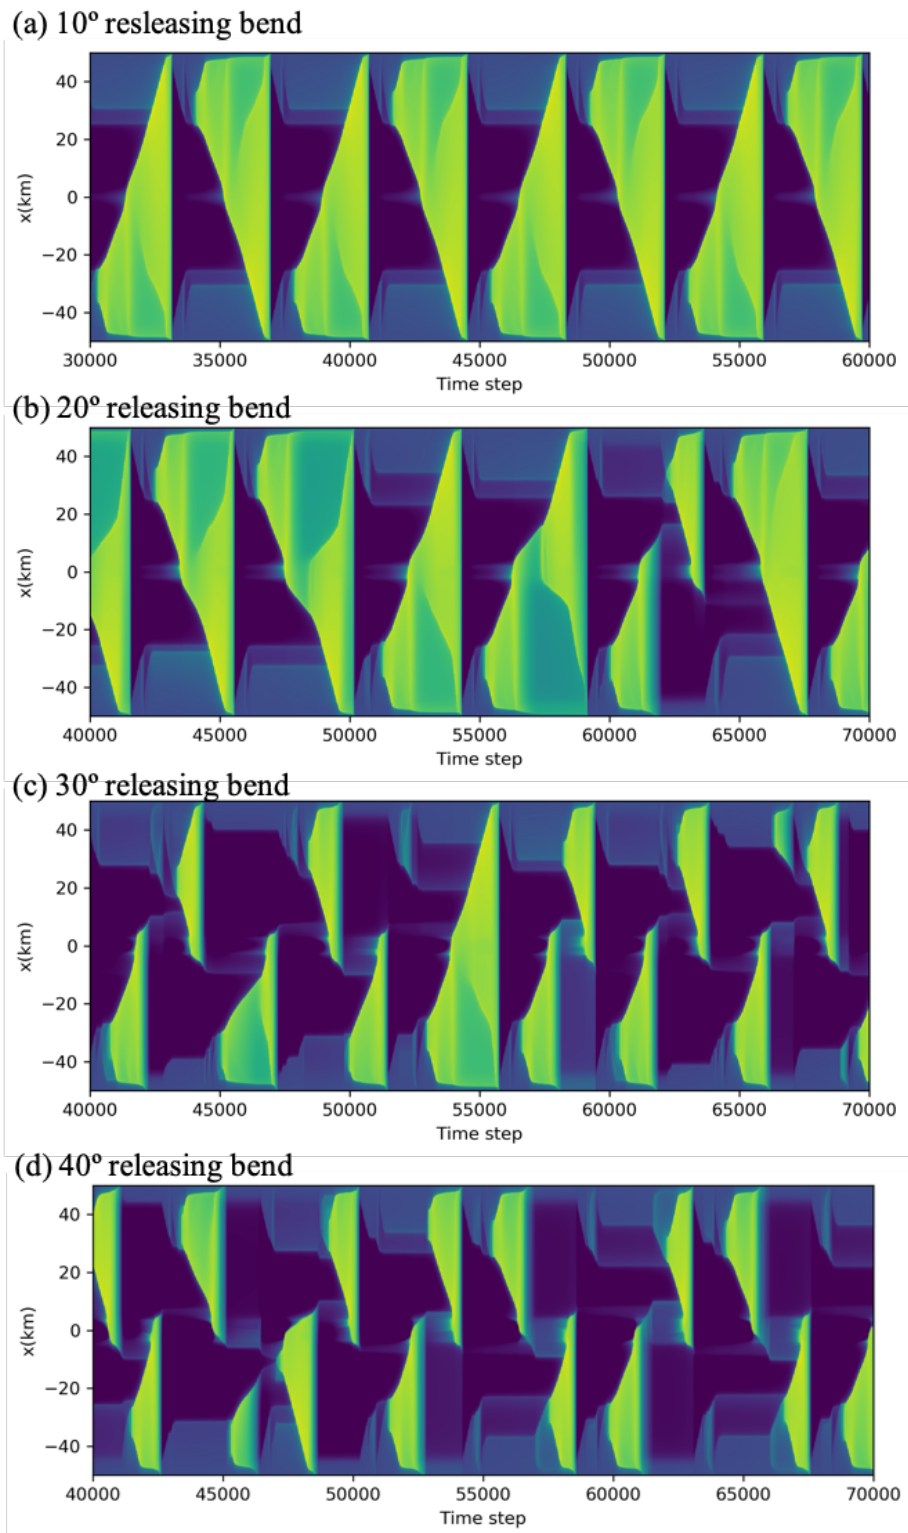 (a) 10º resleasing bend
40
20
0
−20
−40
x(km)
30000 35000 40000 45000 50000 55000 60000
Time step
(b) 20º releasing bend
40
20
0
−20
−40
x(km)
40000 45000 50000 55000 60000 65000 70000
Time step
(c) 30º releasing bend
40
20
0
−20
−40
x(km)
40000 45000 50000 55000 60000 65000 70000
Time step
(d) 40º releasing bend
40
20
0
−20
−40
x(km)
40000 45000 50000 55000 60000 65000 70000
Time step